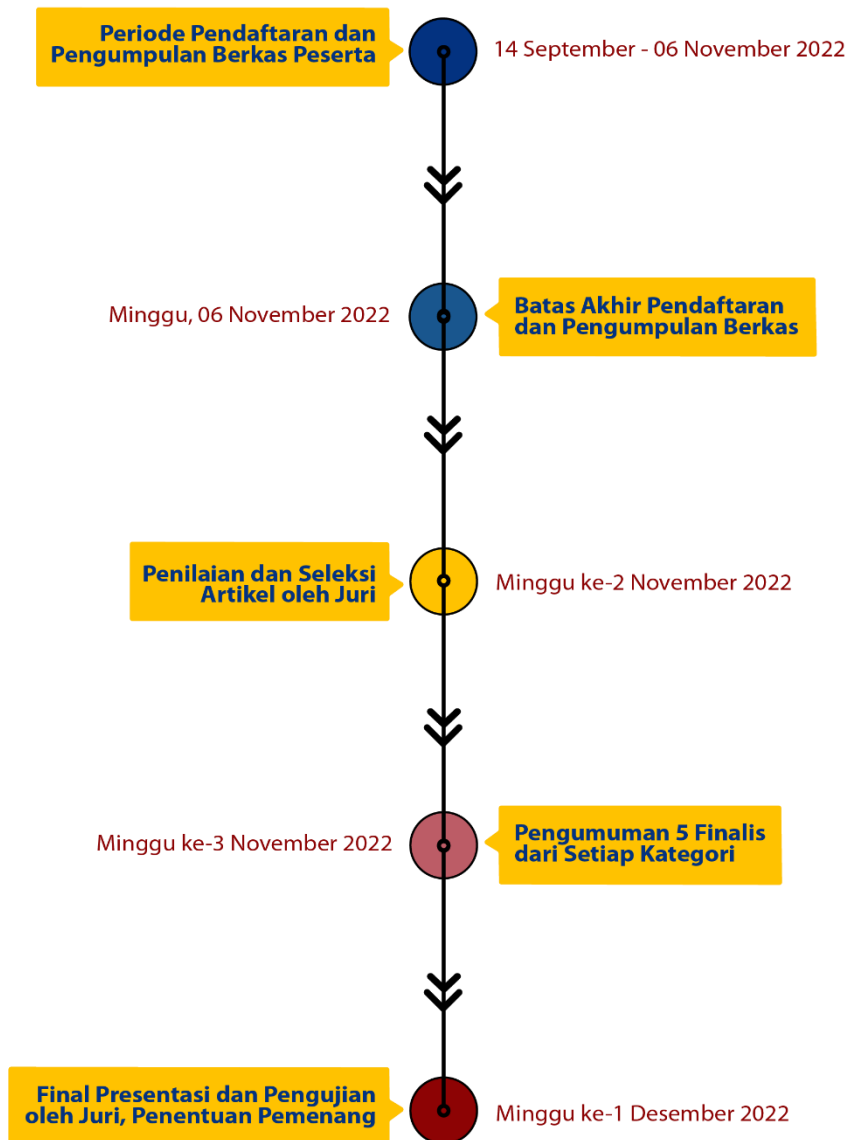 Periode Pendaftaran dan
Pengumpulan Berkas Peserta
14 September - 06 November 2022
Minggu, 06 November 2022
Batas Akhir Pendaftaran
dan Pengumpulan Berkas
Penilaian dan Seleksi
Artikel oleh Juri
Minggu ke-2 November 2022
Minggu ke-3 November 2022
Pengumuman 5 Finalis
dari Setiap Kategori
Final Presentasi dan Pengujian
oleh Juri, Penentuan Pemenang
Minggu ke-1 Desember 2022